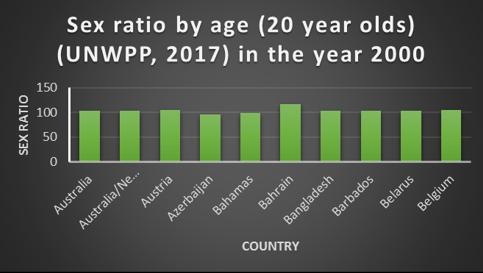 Sex ratio by age (20 year olds)
(UNWPP, 2017) in the year 2000
SEX RATIO
150
100
50
0
Australia
Australia/Ne...
Austria
Azerbaijan
Bahamas
Bahrain
Bangladesh
Barbados
Belarus
Belgium
COUNTRY